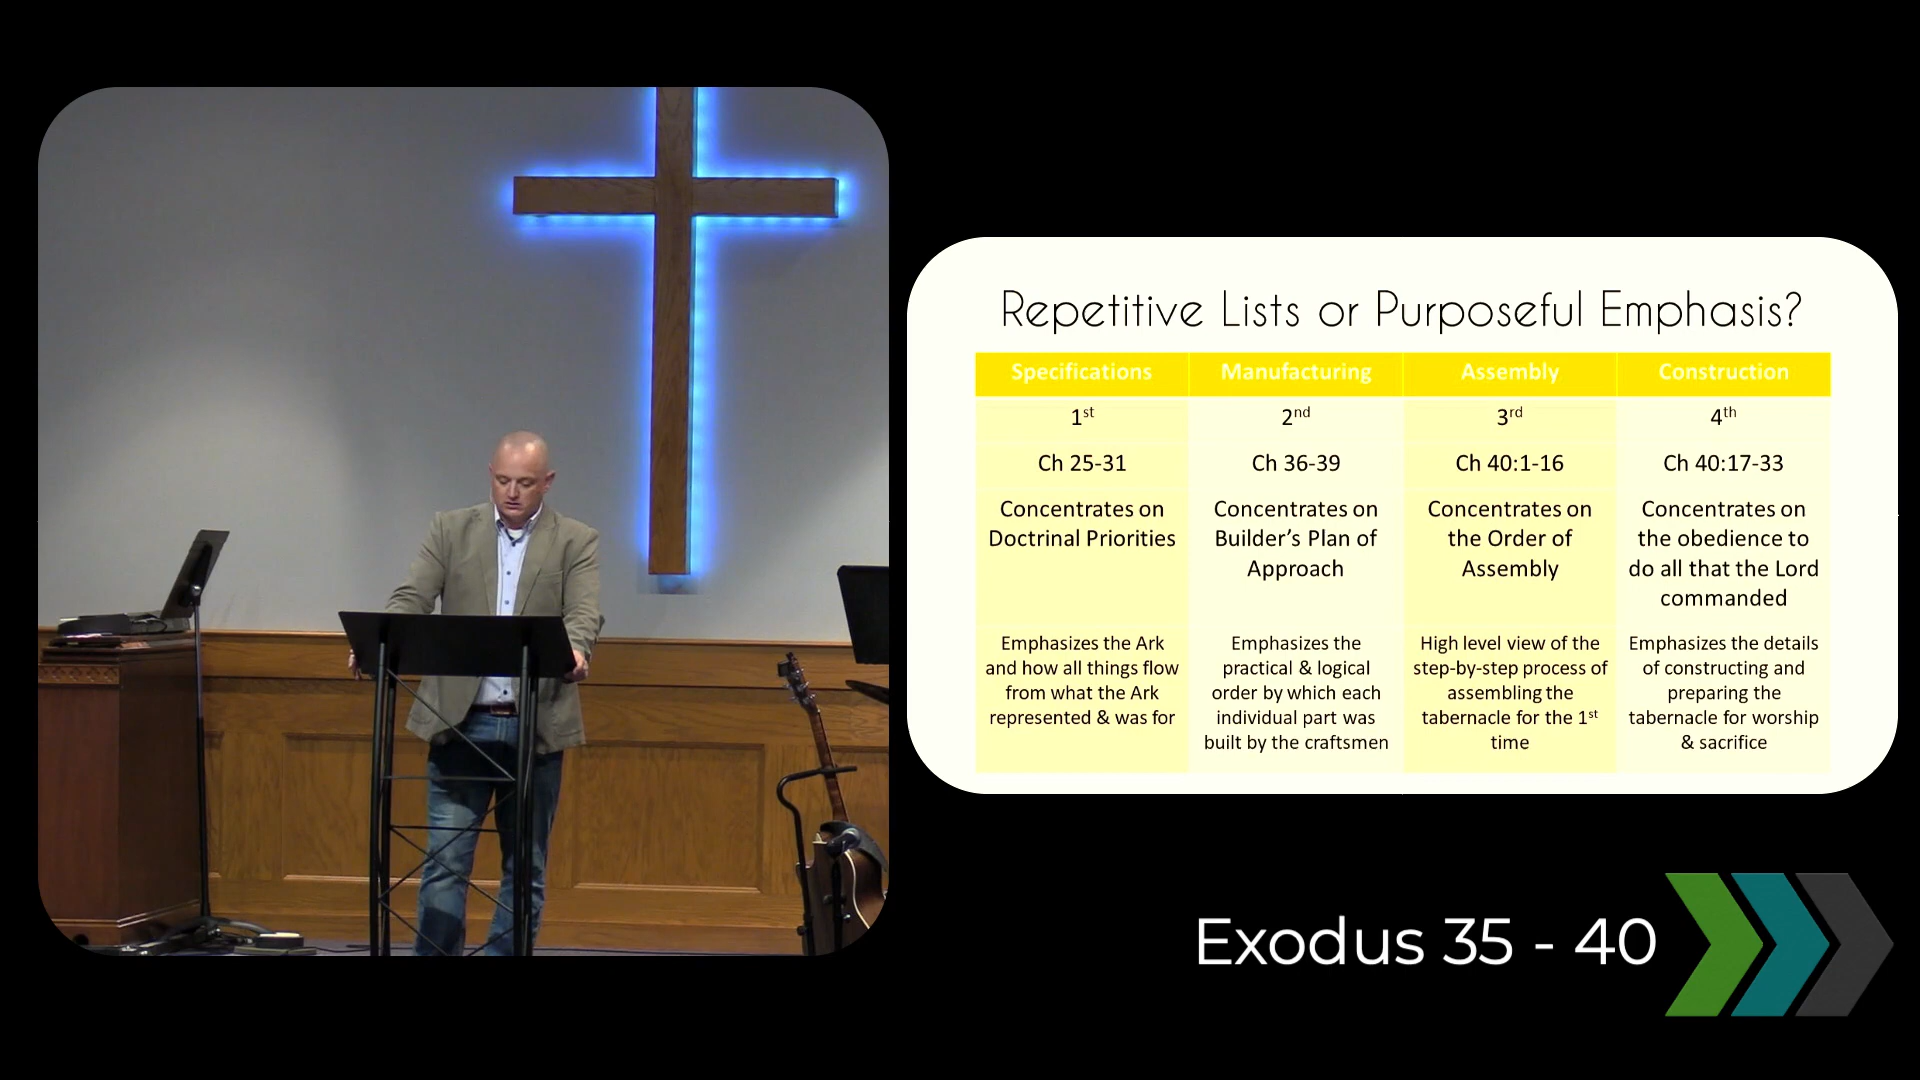 Repetitive Lists or Purposeful Emphasis?
Specifications
Manufacturing
Assembly
Construction
1st
2nd
3rd
4th
Ch 25-31
Ch 36-39
Ch 40:1-16
Ch 40:17-33
Concentrates on
Doctrinal Priorities
Concentrates on
Builder’s Plan of
Approach
Concentrates on
the Order of
Assembly
Concentrates on
the obedience to
do all that the Lord
commanded
Emphasizes the Ark
and how all things flow
from what the Ark
represented & was for
Emphasizes the
practical & logical
order by which each
individual part was
built by the craftsmen
High level view of the
step-by-step process of
assembling the
tabernacle for the 1st
time
Emphasizes the details
of constructing and
preparing the
tabernacle for worship
& sacrifice
Exodus 35 - 40